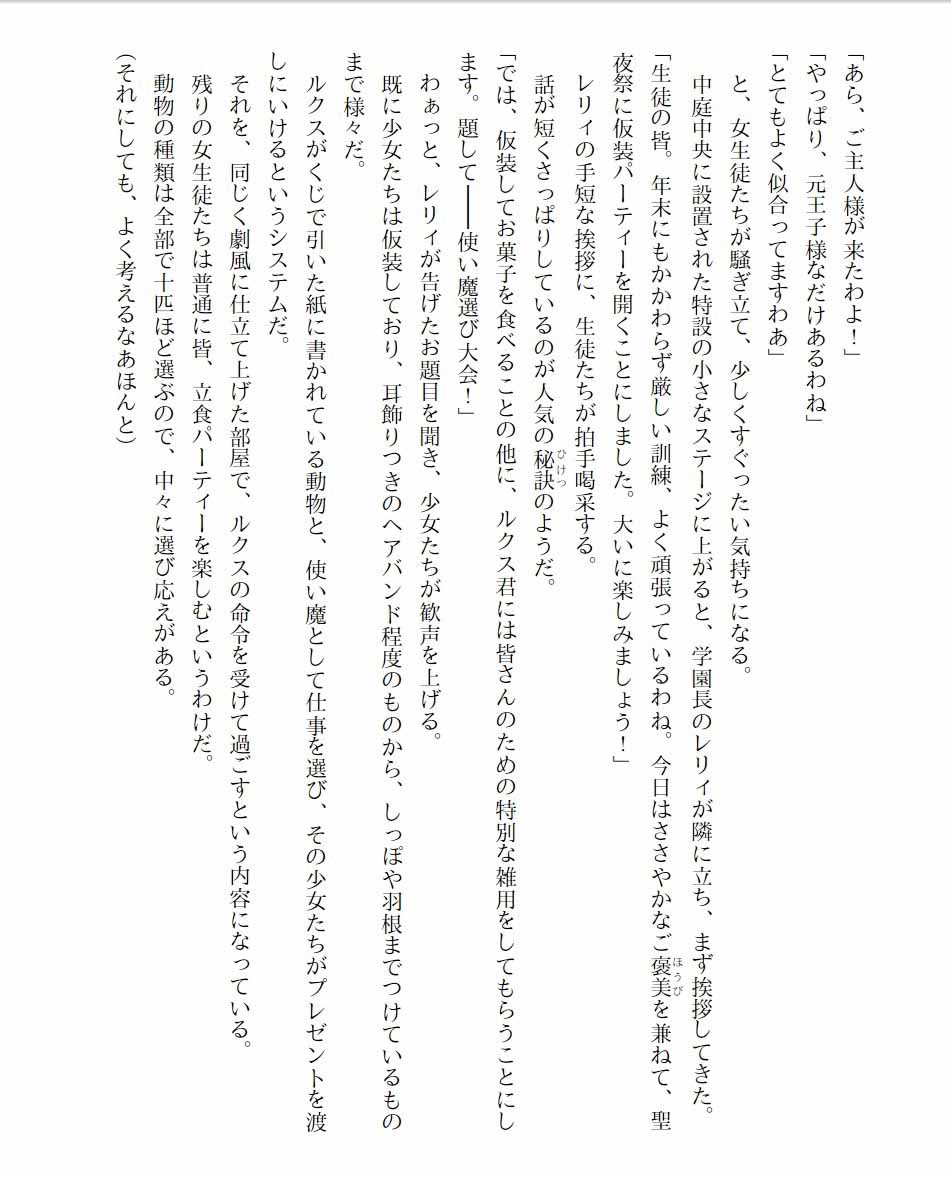 「あら、ご主人様が来たわよ！」
「やっぱり、元王子様なだけあるわね」
「とてもよく似合ってますわあ」
と、女生徒たちが騒ぎ立て、少しくすぐったい気持ちになる。
中庭中央に設置された特設の小さなステージに上がると、学園長のレリィが隣に立ち、まず挨拶してきた。
「生徒の皆。年末にもかかわらず厳しい訓練、よく頑張っているわね。今日はささやかなご褒美を兼ねて、聖
夜祭に仮装パーティーを開くことにしました。大いに楽しみましょう！」
レリィの手短な挨拶に、生徒たちが拍手喝采する。
話が短くさっぱりしているのが人気の秘訣のようだ。
「では、仮装してお菓子を食べることの他に、ルクス君には皆さんのための特別な雑用をしてもらうことにし
ます。題して――使い魔選び大会！」
わぁっと、レリィが告げたお題目を聞き、少女たちが歓声を上げる。
既に少女たちは仮装しており、耳飾りつきのヘアバンド程度のものから、しっぽや羽根までつけているもの
まで様々だ。
ルクスがくじで引いた紙に書かれている動物と、使い魔として仕事を選び、その少女たちがプレゼントを渡
しにいけるというシステムだ。
それを、同じく劇風に仕立て上げた部屋で、ルクスの命令を受けて過ごすという内容になっている。
残りの女生徒たちは普通に皆、立食パーティーを楽しむというわけだ。
動物の種類は全部で十匹ほど選ぶので、中々に選び応えがある。
（それにしても、よく考えるなあほんと）